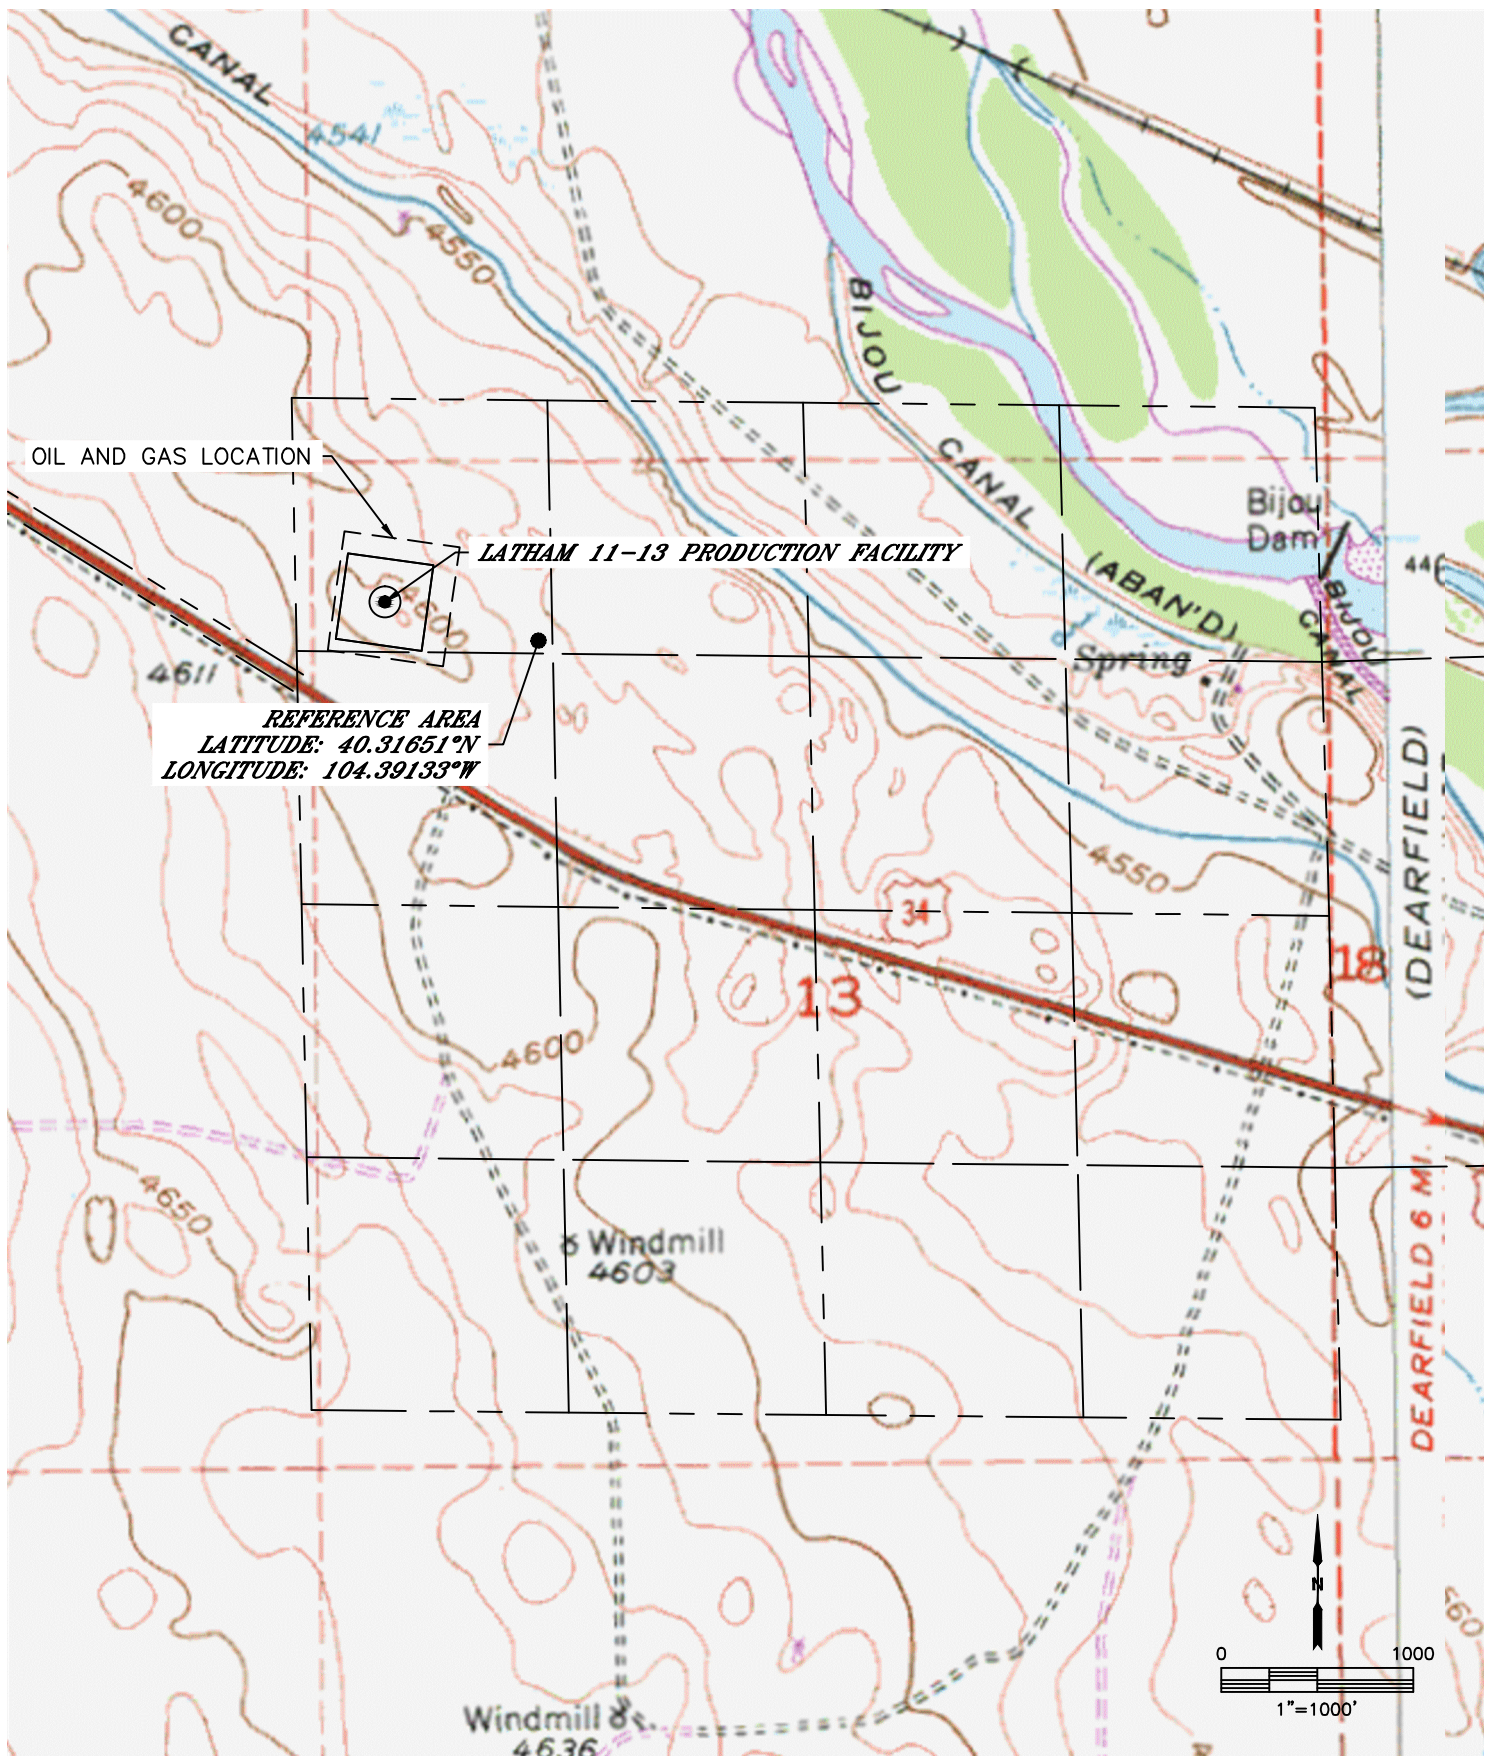 CANAL
4541
4600
4550
BIJOU
CANAL
(ABAN'D)
OIL AND GAS LOCATION
LATHAM 11-13 PRODUCTION FACILITY
Bijou
Dam
BIJOU
CANAL
4600
4611
Spring
REFERENCE AREA
LATITUDE: 40.31651°N
LONGITUDE: 104.39133°W
(DEARFIELD)
4550
34
13
18
4600
4650
Windmill
4603
DEARFIELD 6 MI.
N
0 1000
1"=1000'
Windmill
4636